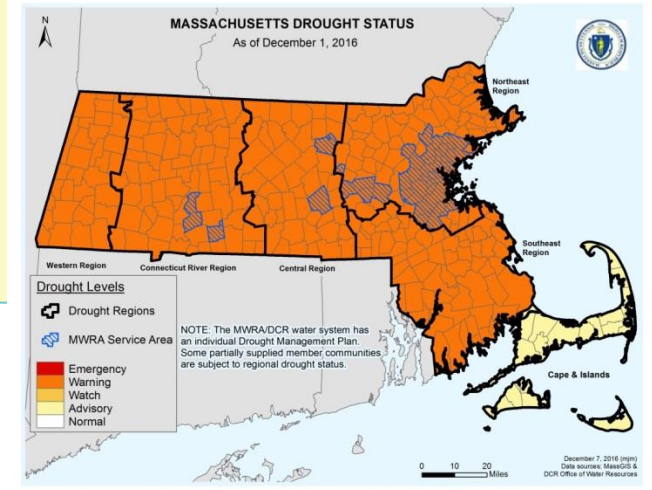 MASSACHUSETTS DROUGHT STATUS
As of December 1, 2016
N
Northeast
Region
Southeast
Region
Western Region
Connecticut River Region
Central Region
Cape & Islands
Drought Levels
Drought Regions
MWRA Service Area
Emergency
Warning
Watch
Advisory
Normal
NOTE: The MWRA/DCR water system has
an individual Drought Management Plan.
Some partially supplied member communities
are subject to regional drought status.
0 10 20
Miles
December 7, 2016 (mjm)
Data sources: MassGIS &
DCR Office of Water Resources